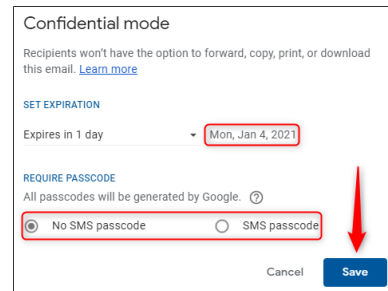 Confidential mode
Recipients won't have the option to forward, copy, print, or download
this email. Learn more
SET EXPIRATION
Expires in 1 day Mon, Jan 4, 2021
REQUIRE PASSCODE
All passcodes will be generated by Google. ?
No SMS passcode SMS passcode
Cancel Save